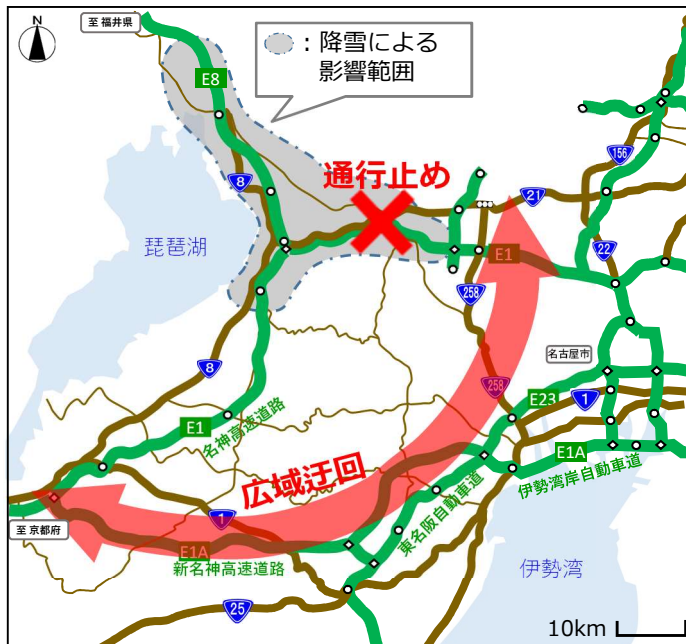 至 福井県
N
：降雪による
影響範囲
E8
156
8
通行止め
21
琵琶湖
22
E1
258
8
258
名古屋市
E23
1
E1
名神高速道路
E1A
伊勢湾岸自動車道
広域迂回
東名阪自動車道
1
至 京都府
E1A
新名神高速道路
伊勢湾
25
10km